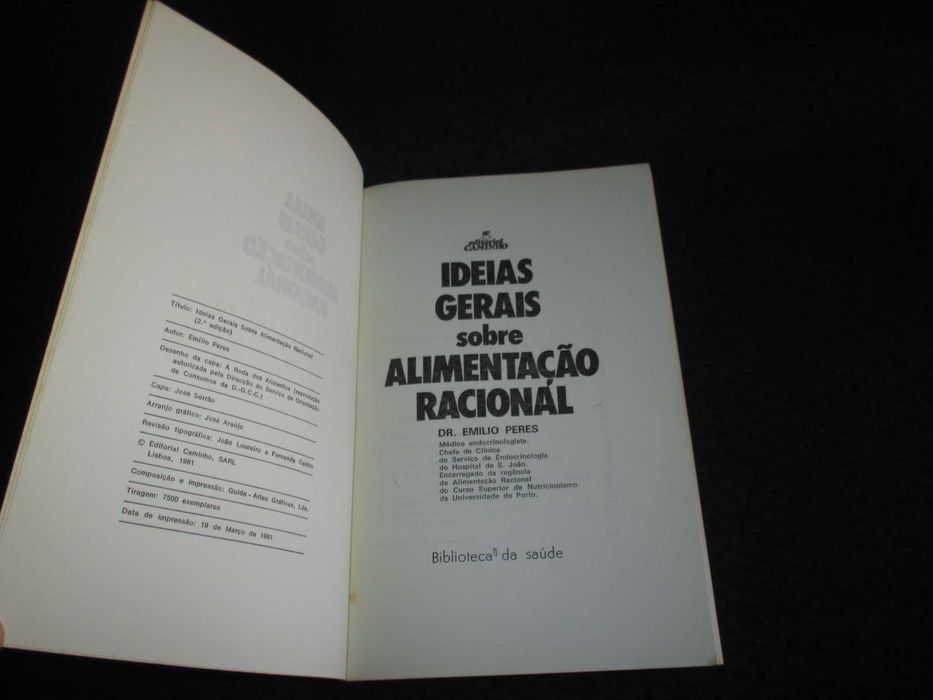 Título: Ideias Gerais Sobre Alimentação Racional
(2.ª edição)
Autor: Emílio Peres
Desenho da capa: A Roda dos Alimentos (reprodução
autorizada pela Direcção do Serviço de Orientação
de Consumos da D.-G.C.C.)
Capa: José Serrão
Arranjo gráfico: José Araújo
Revisão tipográfica: João Loureiro e Fernanda Castro
© Editorial Caminho, SARL
Lisboa, 1981
Composição e impressão: Guide - Artes Gráficas, Lda.
Tiragem: 7500 exemplares
Data de impressão: 19 de Março de 1981
editorial
CAMINHO
IDEIAS
GERAIS
sobre
ALIMENTAÇÃO
RACIONAL
DR. EMÍLIO PERES
Médico endocrinologista.
Chefe de Clínica
do Serviço de Endocrinologia
do Hospital de S. João.
Encarregado da regência
de Alimentação Racional
do Curso Superior de Nutricionismo
da Universidade do Porto.
Biblioteca da saúde